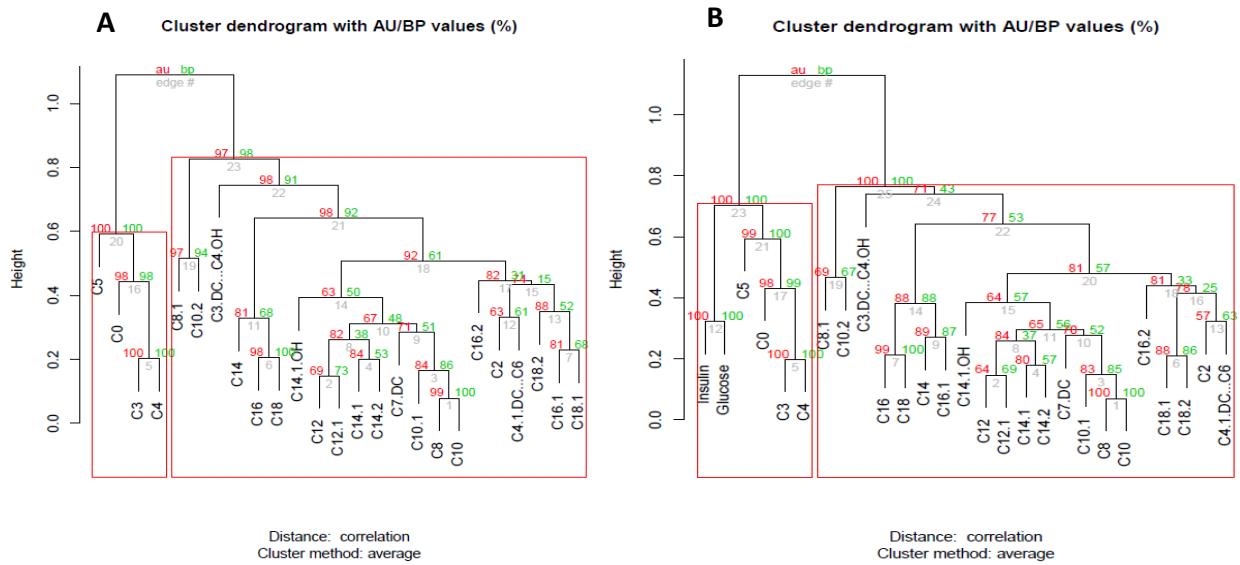 A
Cluster dendrogram with AU/BP values (%)
au bp
edge #
Height
0.0 0.2 0.4 0.6 0.8 1.0
97 98
23
98 91
22
98 92
21
100 100
20
98 98
16
97 94
19
92 61
18
82 31
17
74 15
15
63 50
14
81 68
11
67 48
10
71 51
9
63 61
12
88 52
13
98 100
6
82 38
8
84 53
4
69 73
2
84 86
3
81 68
7
100 100
5
99 100
1
C5
C0
C3
C4
C8.1
C10.2
C3.DC...C4.OH
C14
C16
C18
C14.1.OH
C12
C12.1
C14.1
C14.2
C7.DC
C10.1
C8
C10
C16.2
C2
C4.1.DC...C6
C18.2
C16.1
C18.1
Distance: correlation
Cluster method: average
B
Cluster dendrogram with AU/BP values (%)
au bp
edge #
Height
0.0 0.2 0.4 0.6 0.8 1.0
100 100
25
71 43
24
100 100
23
77 53
22
99 100
21
81 57
20
69 67
19
81 33
18
78 25
16
98 99
17
88 88
14
64 57
15
100 100
12
89 87
9
65 56
11
70 52
10
57 63
13
99 100
7
84 37
8
80 57
4
88 86
6
64 69
2
83 85
3
100 100
5
100 100
1
Insulin
Glucose
C5
C0
C3
C4
C8.1
C10.2
C3.DC...C4.OH
C16
C18
C14
C16.1
C14.1.OH
C12
C12.1
C14.1
C14.2
C7.DC
C10.1
C8
C10
C16.2
C18.1
C18.2
C2
C4.1.DC...C6
Distance: correlation
Cluster method: average